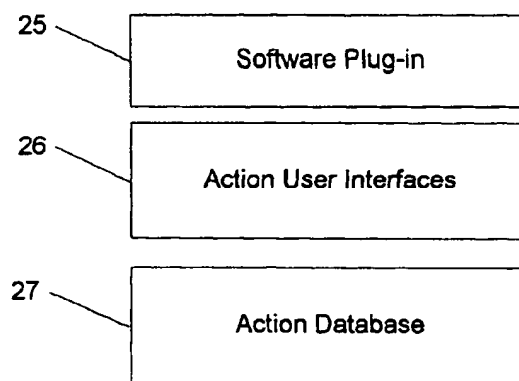 25
Software Plug-in
26
Action User Interfaces
27
Action Database